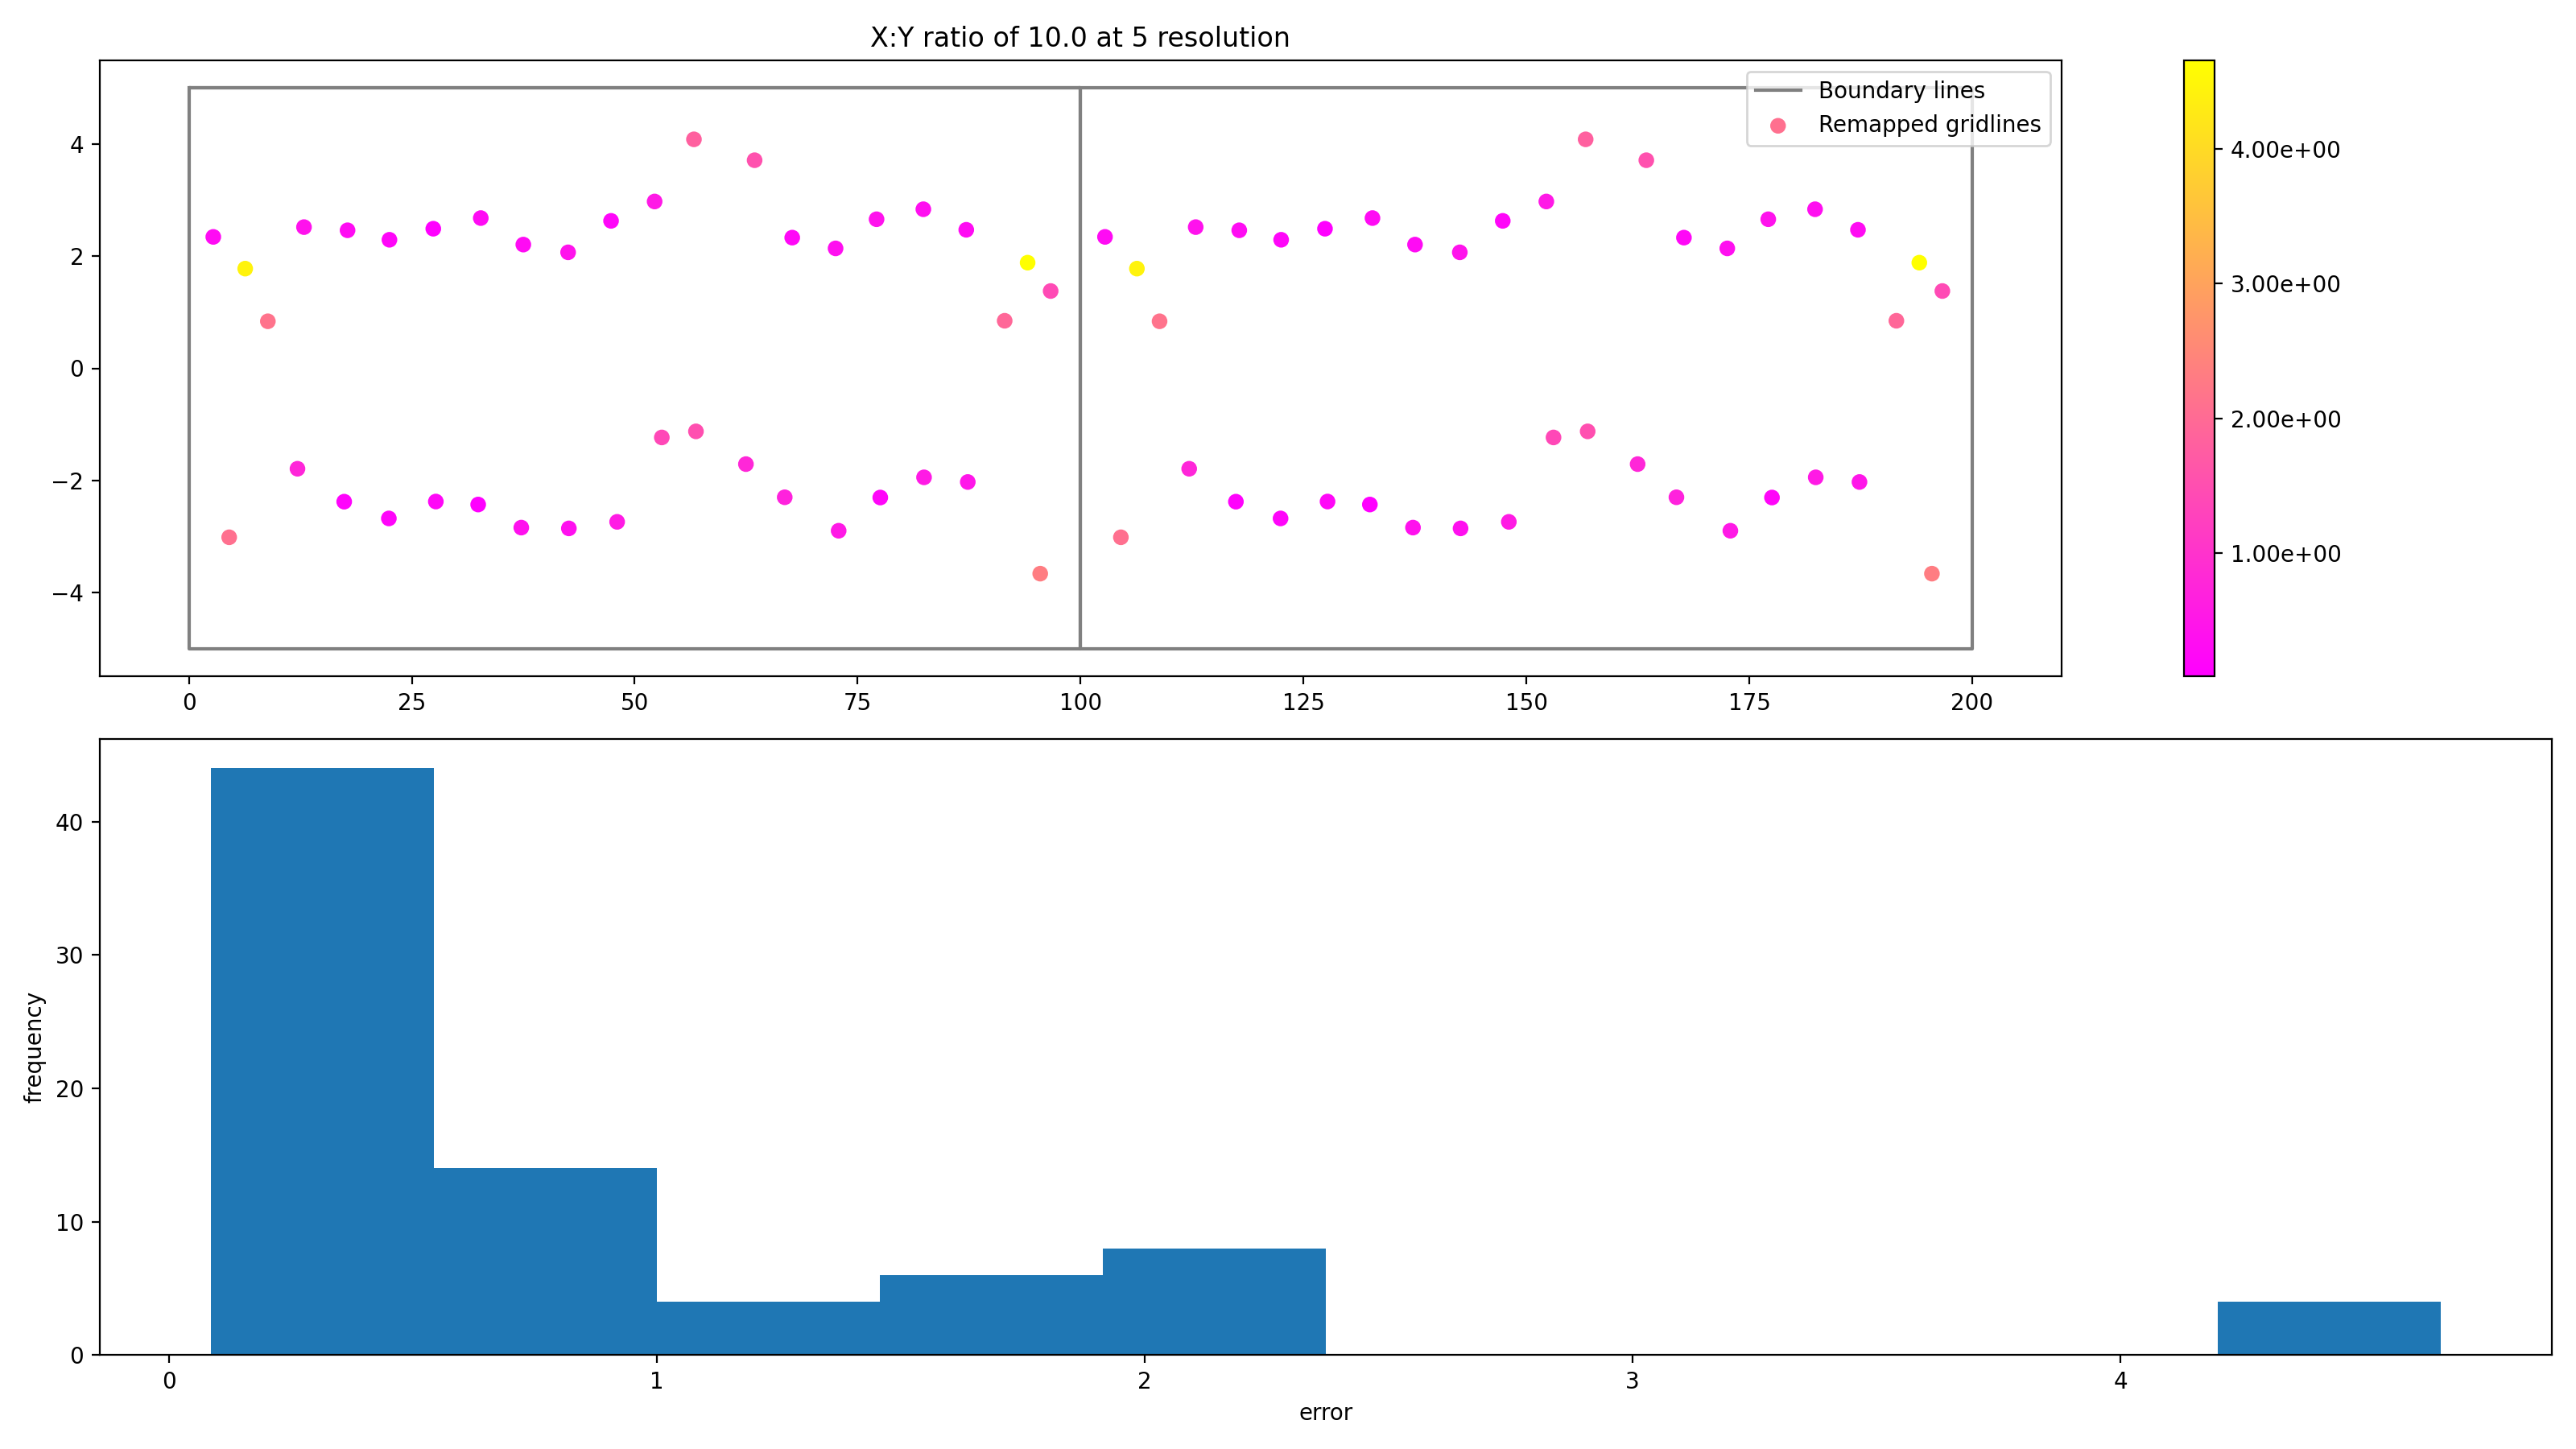 X:Y ratio of 10.0 at 5 resolution
Boundary lines
Remapped gridlines
4
2
0
−2
−4
0 25 50 75 100 125 150 175 200
4.00e+00
3.00e+00
2.00e+00
1.00e+00
frequency
40
30
20
10
0
0 1 2 3 4
error